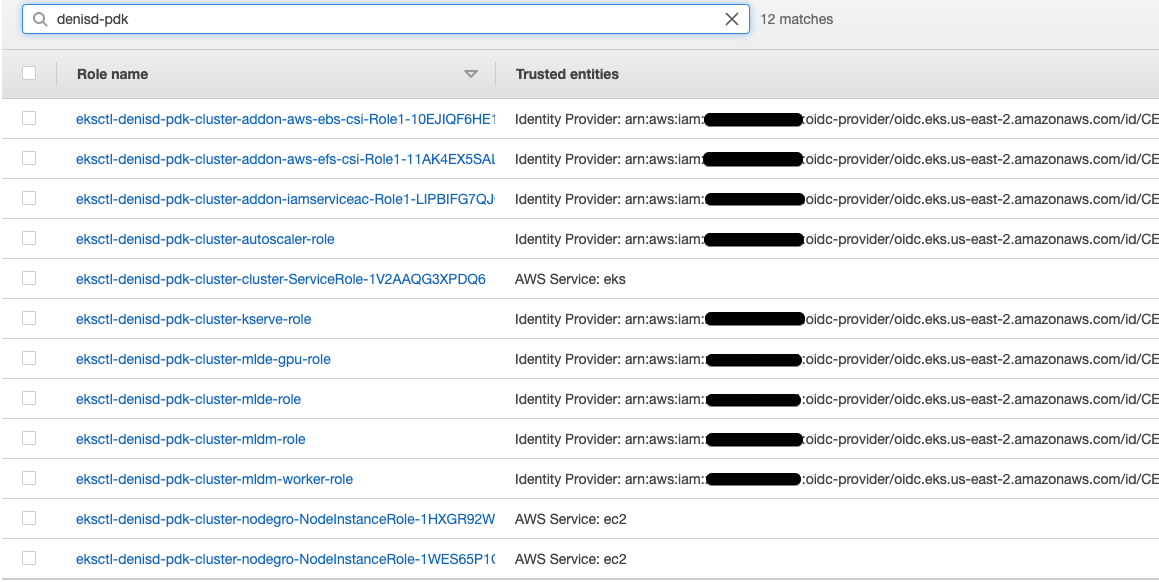 denisd-pdk 12 matches
Role name Trusted entities
eksctl-denisd-pdk-cluster-addon-aws-ebs-csi-Role1-10EJIQF6HE1 Identity Provider: arn:aws:iam: :oidc-provider/oidc.eks.us-east-2.amazonaws.com/id/CE
eksctl-denisd-pdk-cluster-addon-aws-efs-csi-Role1-11AK4EX5SAL Identity Provider: arn:aws:iam: :oidc-provider/oidc.eks.us-east-2.amazonaws.com/id/CE
eksctl-denisd-pdk-cluster-addon-iamserviceac-Role1-LIPBIFG7QJ Identity Provider: arn:aws:iam: oidc-provider/oidc.eks.us-east-2.amazonaws.com/id/CE
eksctl-denisd-pdk-cluster-autoscaler-role Identity Provider: arn:aws:iam: oidc-provider/oidc.eks.us-east-2.amazonaws.com/id/CE
eksctl-denisd-pdk-cluster-cluster-ServiceRole-1V2AAQG3XPDQ6 AWS Service: eks
eksctl-denisd-pdk-cluster-kserve-role Identity Provider: arn:aws:iam: oidc-provider/oidc.eks.us-east-2.amazonaws.com/id/CE
eksctl-denisd-pdk-cluster-mlde-gpu-role Identity Provider: arn:aws:iam: :oidc-provider/oidc.eks.us-east-2.amazonaws.com/id/CE
eksctl-denisd-pdk-cluster-mlde-role Identity Provider: arn:aws:iam: :oidc-provider/oidc.eks.us-east-2.amazonaws.com/id/CE
eksctl-denisd-pdk-cluster-mldm-role Identity Provider: arn:aws:iam: :oidc-provider/oidc.eks.us-east-2.amazonaws.com/id/CE
eksctl-denisd-pdk-cluster-mldm-worker-role Identity Provider: arn:aws:iam: :oidc-provider/oidc.eks.us-east-2.amazonaws.com/id/CE
eksctl-denisd-pdk-cluster-nodegro-NodeInstanceRole-1HXGR92W AWS Service: ec2
eksctl-denisd-pdk-cluster-nodegro-NodeInstanceRole-1WES65P1 AWS Service: ec2